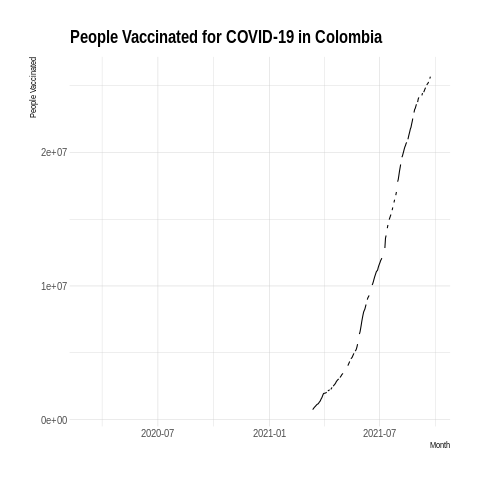 People Vaccinated for COVID-19 in Colombia
People Vaccinated
2e+07
1e+07
0e+00
2020-07 2021-01 2021-07
Month